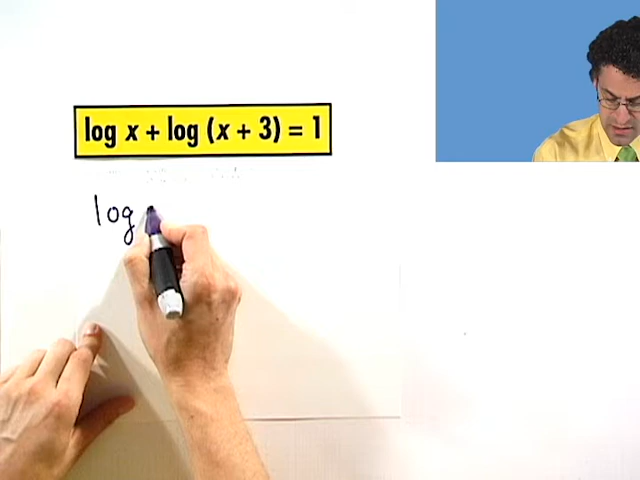 log x + log (x + 3) = 1
log